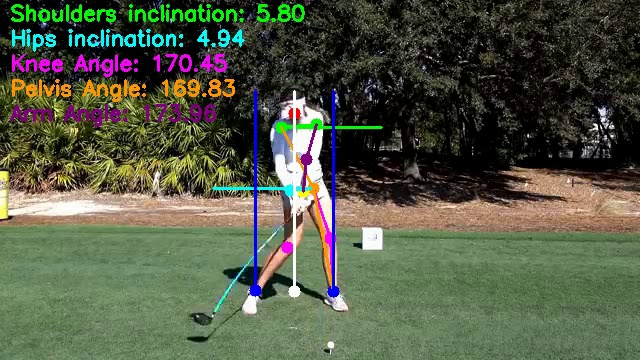 Shoulders inclination: 5.80
Hips inclination: 4.94
Knee Angle: 170.45
Pelvis Angle: 169.83
Arm Angle: 173.96